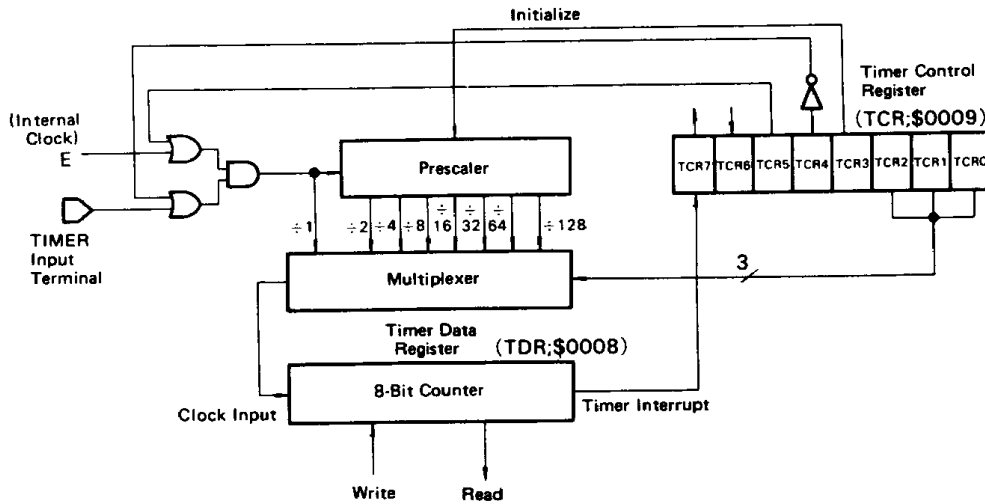 Initialize
Timer Control
Register
(TCR;$0009)
(Internal
Clock)
E
TCR7 TCR6 TCR5 TCR4 TCR3 TCR2 TCR1 TCR0
Prescaler
TIMER
Input
Terminal
÷1 ÷2 ÷4 ÷8 ÷16 ÷32 ÷64 ÷128
3
Multiplexer
Timer Data
Register (TDR;$0008)
8-Bit Counter
Clock Input
Timer Interrupt
Write
Read